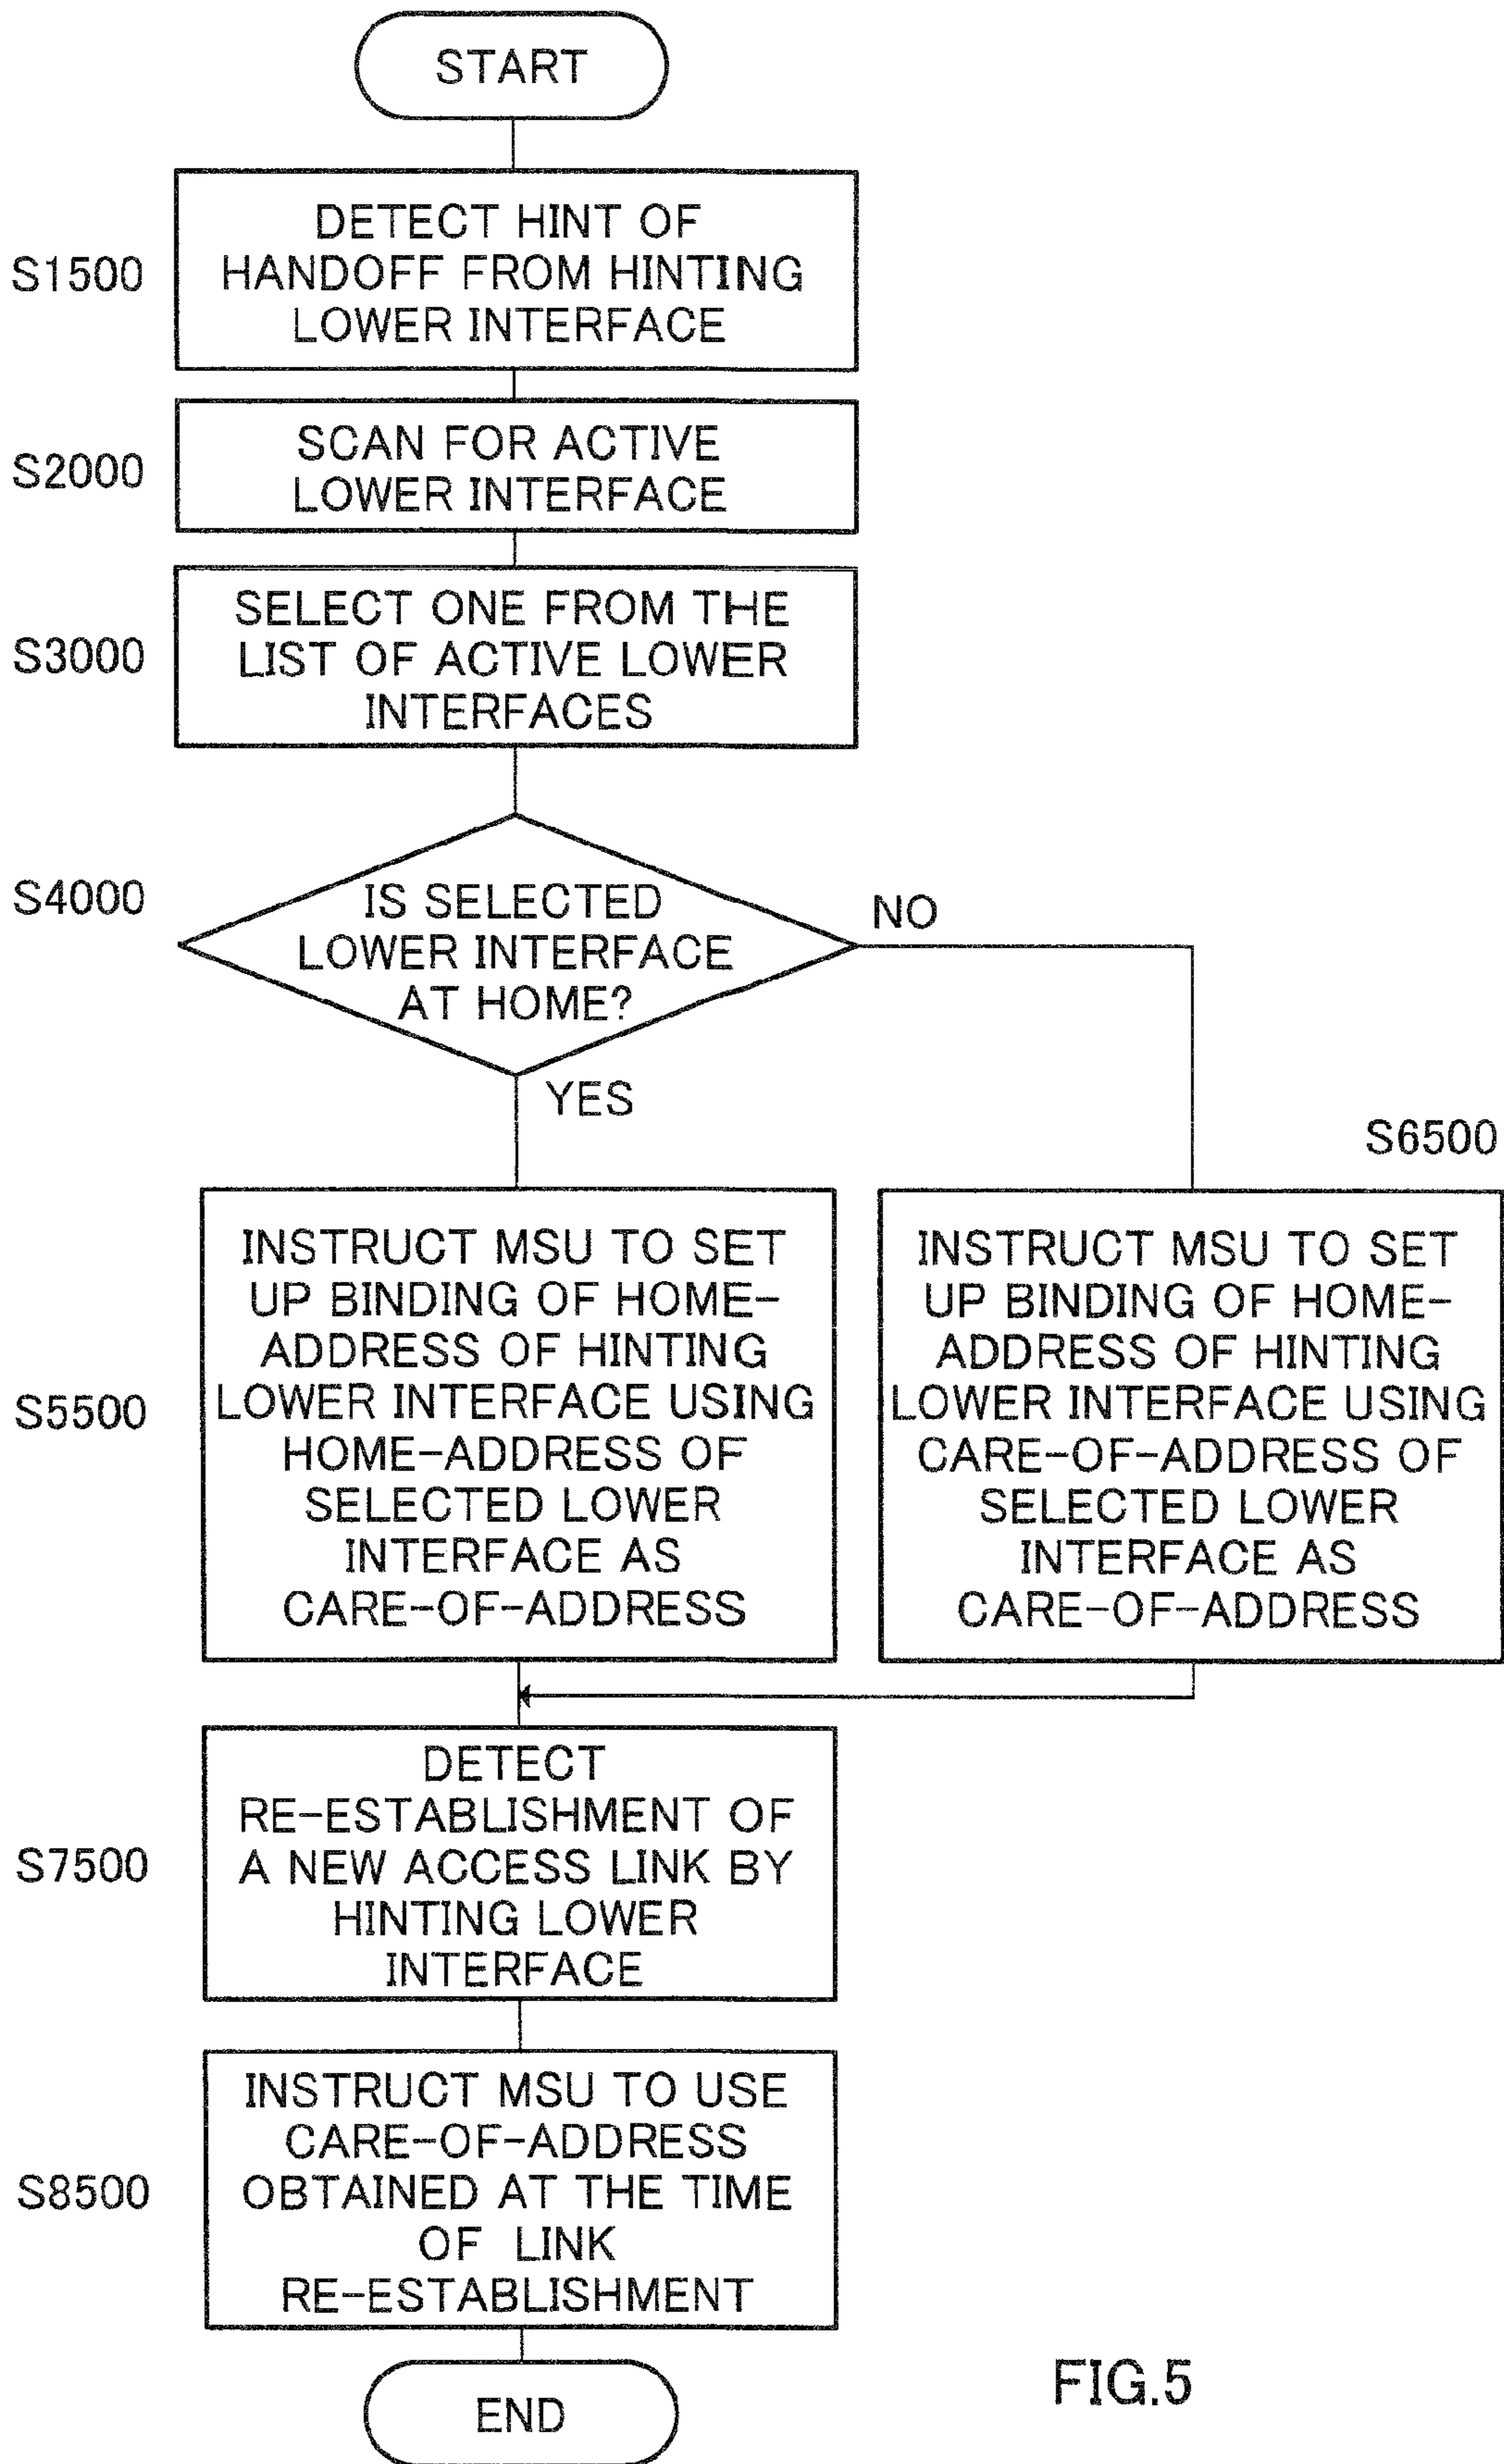 START
S1500
DETECT HINT OF
HANDOFF FROM HINTING
LOWER INTERFACE
S2000
SCAN FOR ACTIVE
LOWER INTERFACE
S3000
SELECT ONE FROM THE
LIST OF ACTIVE LOWER
INTERFACES
S4000
IS SELECTED
LOWER INTERFACE
AT HOME?
NO
YES
S5500
INSTRUCT MSU TO SET
UP BINDING OF HOME-
ADDRESS OF HINTING
LOWER INTERFACE USING
HOME-ADDRESS OF
SELECTED LOWER
INTERFACE AS
CARE-OF-ADDRESS
S6500
INSTRUCT MSU TO SET
UP BINDING OF HOME-
ADDRESS OF HINTING
LOWER INTERFACE USING
CARE-OF-ADDRESS OF
SELECTED LOWER
INTERFACE AS
CARE-OF-ADDRESS
S7500
DETECT
RE-ESTABLISHMENT OF
A NEW ACCESS LINK BY
HINTING LOWER
INTERFACE
S8500
INSTRUCT MSU TO USE
CARE-OF-ADDRESS
OBTAINED AT THE TIME
OF LINK
RE-ESTABLISHMENT
END
FIG.5